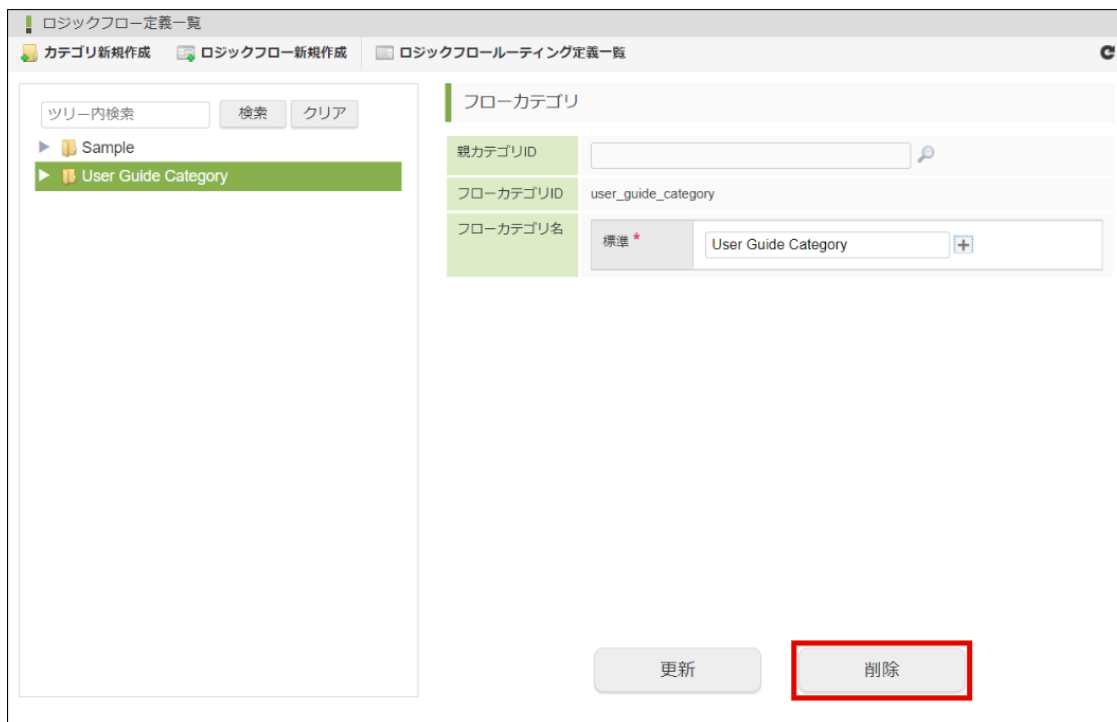 ロジックフロー定義一覧
カテゴリ新規作成 ロジックフロー新規作成 ロジックフロールーティング定義一覧
ツリー内検索 検索 クリア
Sample
User Guide Category
フローカテゴリ
親カテゴリID
フローカテゴリID user_guide_category
フローカテゴリ名 標準 * User Guide Category
更新 削除